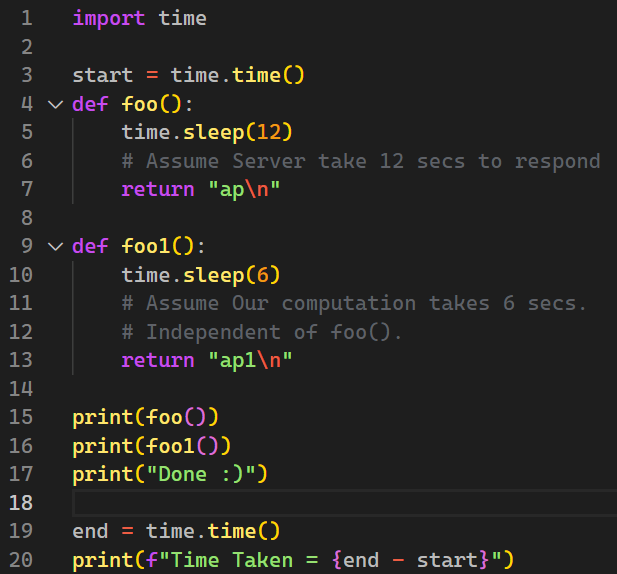 1 import time
2
3 start = time.time()
4 def foo():
5     time.sleep(12)
6     # Assume Server take 12 secs to respond
7     return "ap\n"
8
9 def foo1():
10     time.sleep(6)
11     # Assume Our computation takes 6 secs.
12     # Independent of foo().
13     return "ap1\n"
14
15 print(foo())
16 print(foo1())
17 print("Done :)")
18
19 end = time.time()
20 print(f"Time Taken = {end - start}")